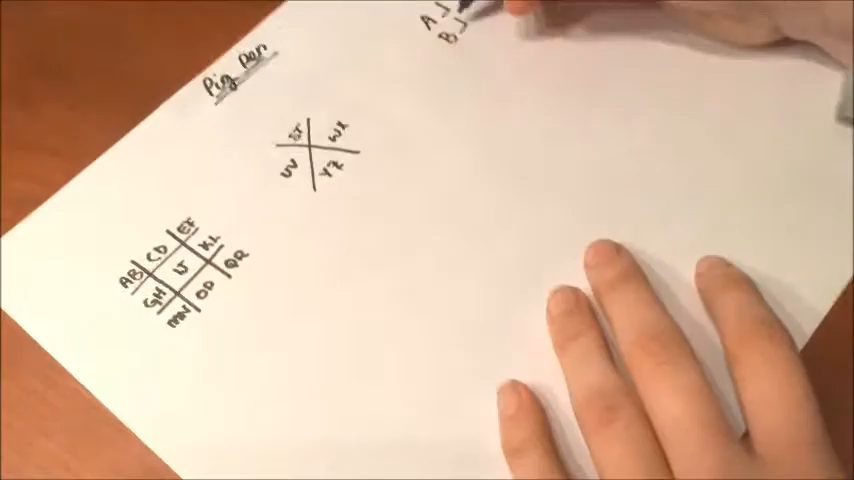 Pig Pen
A
B
ST WX
UV YZ
AB CD EF
GH IJ KL
MN OP QR